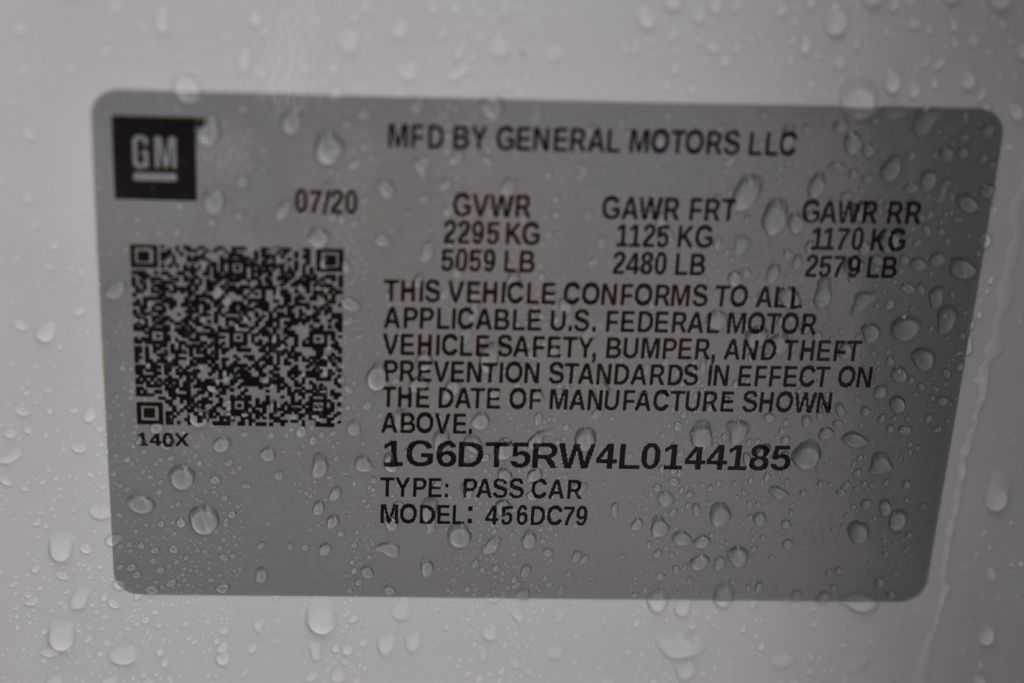 GM
MFD BY GENERAL MOTORS LLC
07/20
GVWR GAWR FRT GAWR RR
2295 KG 1125 KG 1170 KG
5059 LB 2480 LB 2579 LB
THIS VEHICLE CONFORMS TO ALL
APPLICABLE U.S. FEDERAL MOTOR
VEHICLE SAFETY, BUMPER, AND THEFT
PREVENTION STANDARDS IN EFFECT ON
THE DATE OF MANUFACTURE SHOWN
ABOVE.
140X
1G6DT5RW4L0144185
TYPE: PASS CAR
MODEL: 456DC79